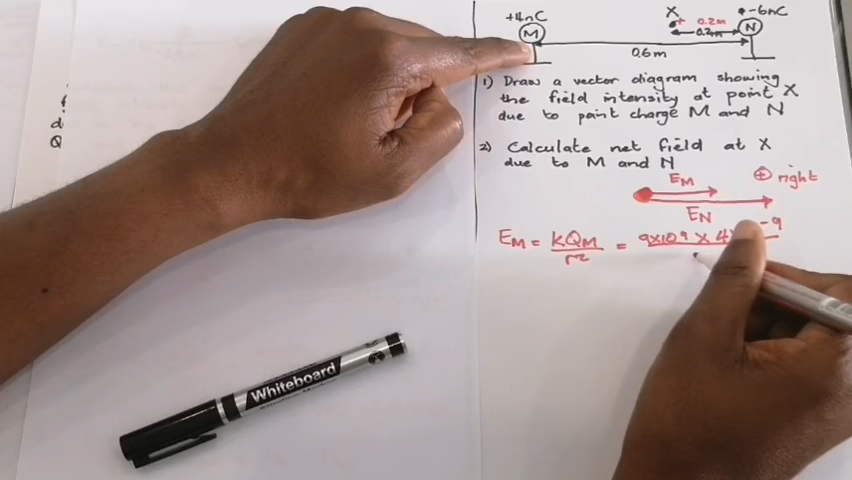 f
d
Q
+4nC
X
-6nC
M
+ 0.2m
N
0.2m
0.6m
1) Draw a vector diagram showing
the field intensity at point X
due to point charge M and N
2) Calculate net field at X
due to M and N
EM
+ right
EN
EM = KQM / r² = 9x10⁹ x 4 -9
Whiteboard